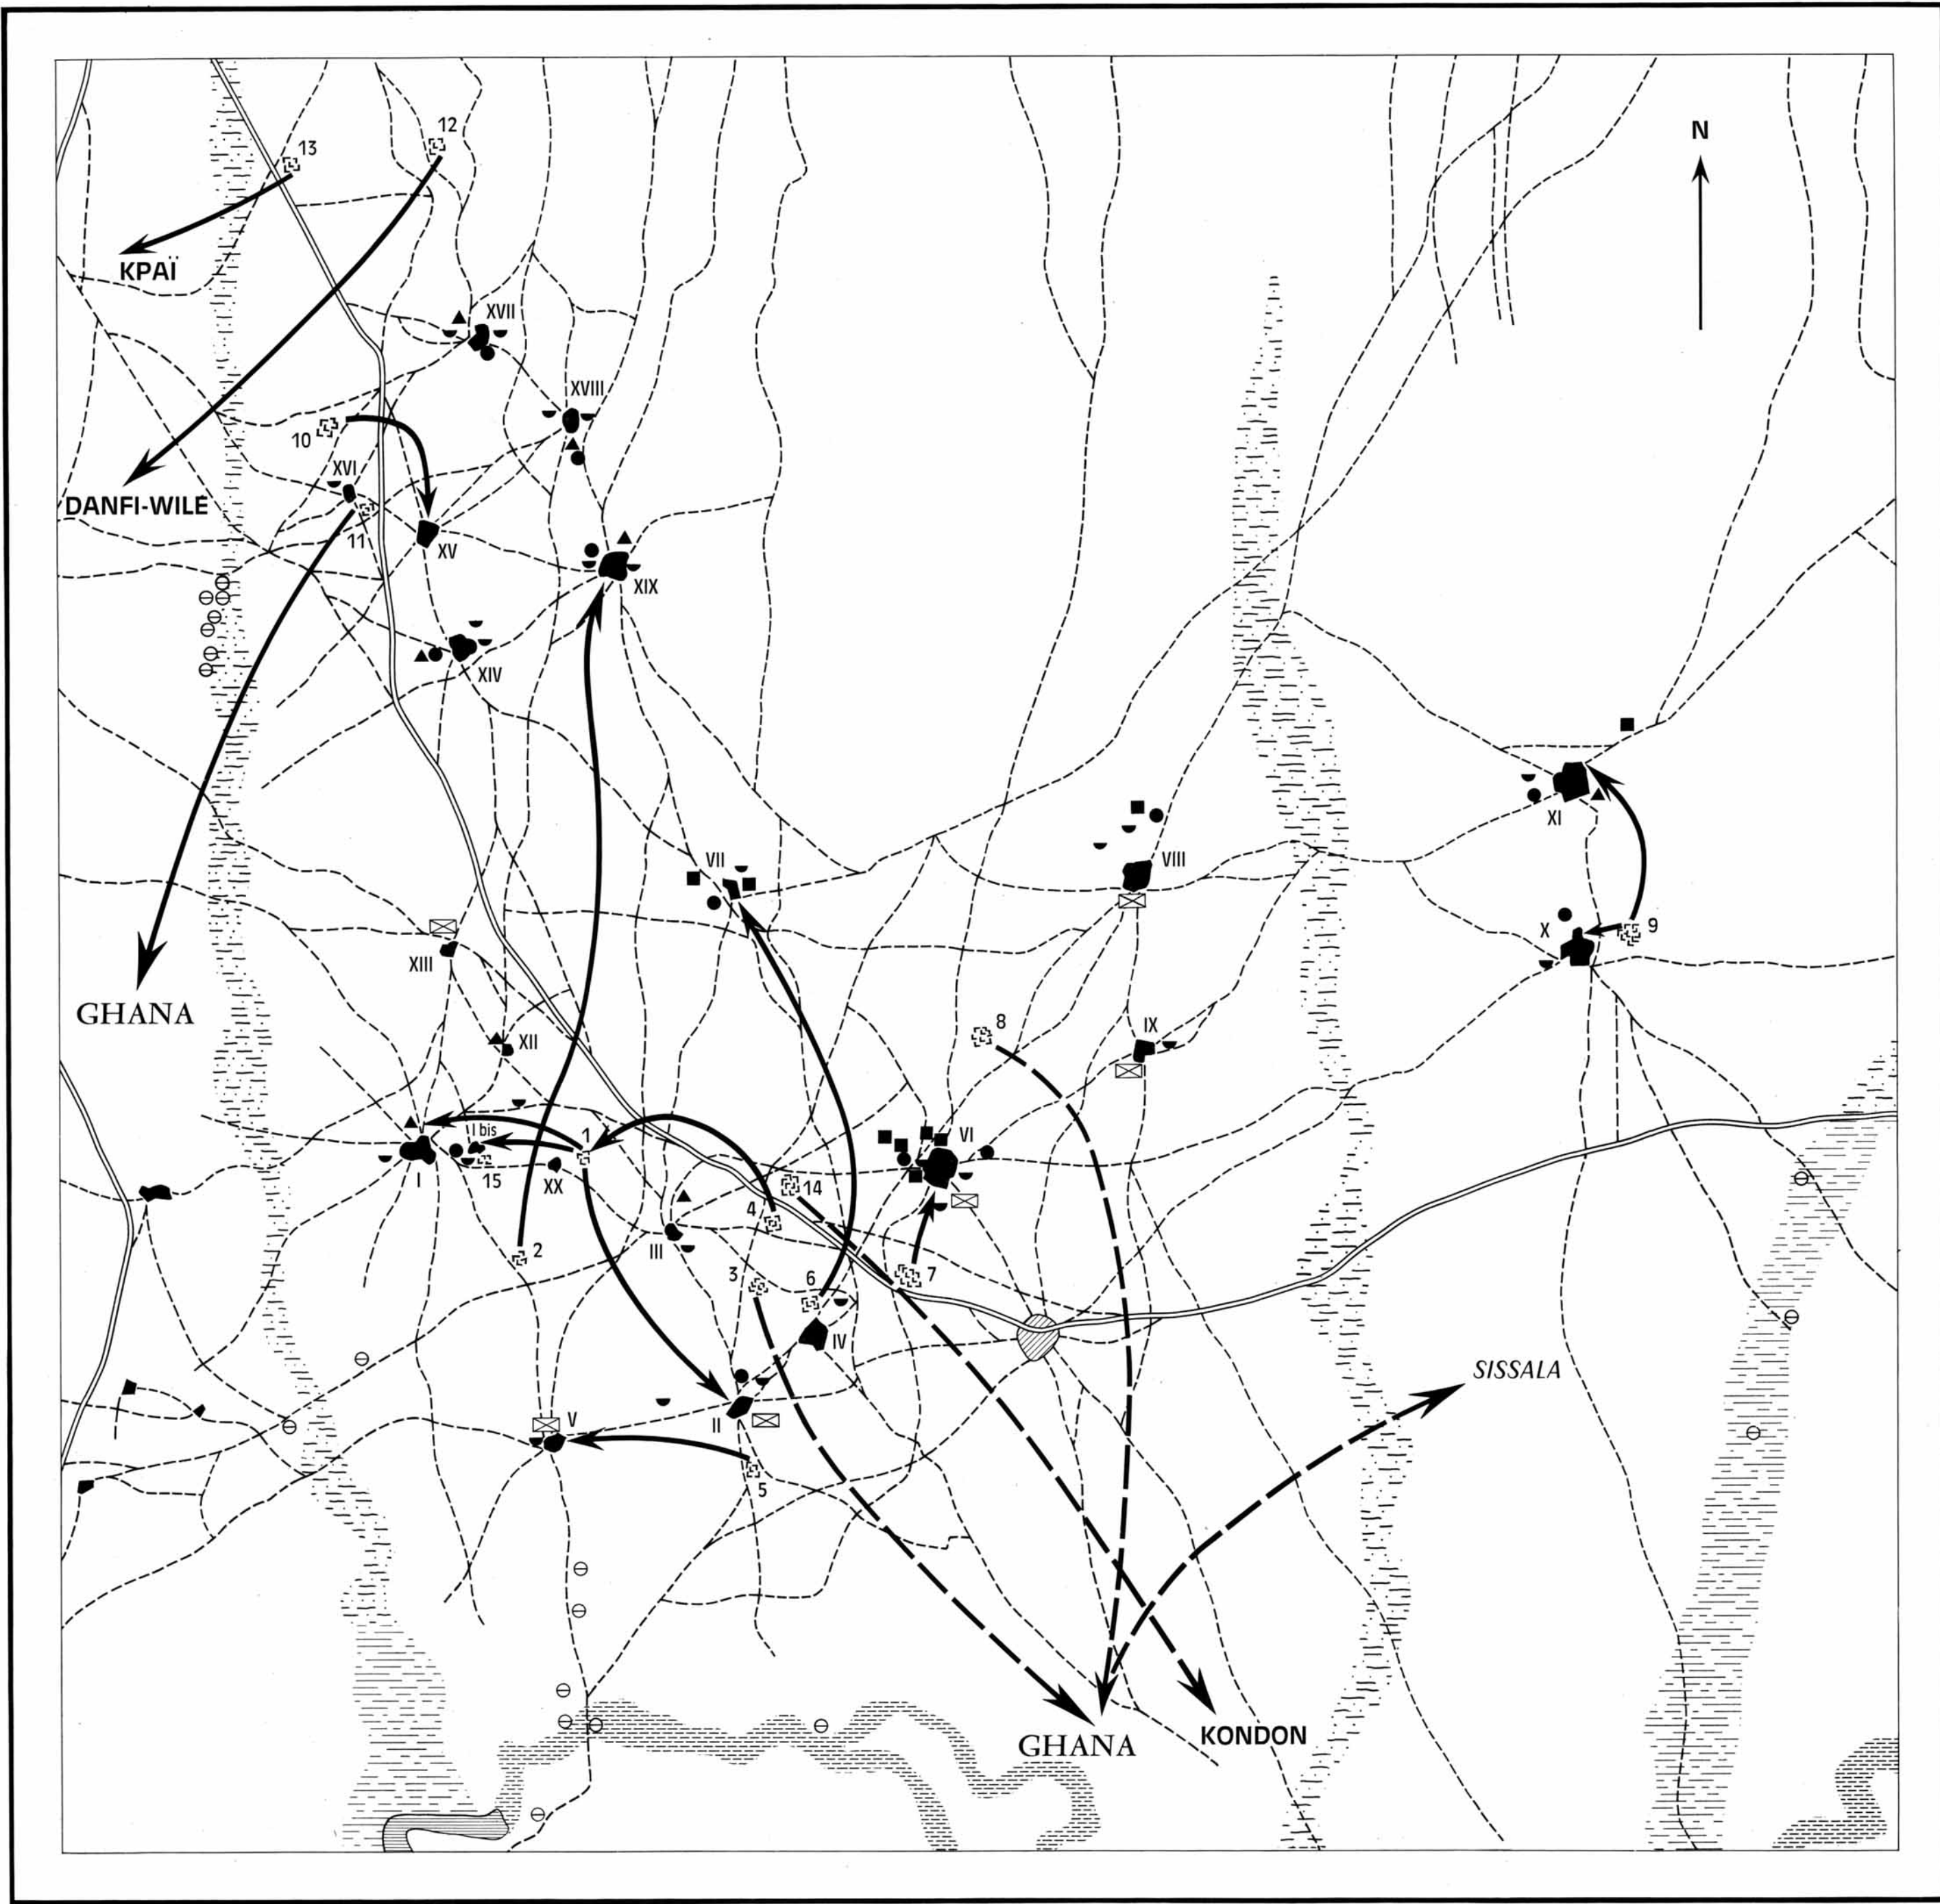 12
13
N
KPAÏ
XVII
XVIII
10
XVI
DANFI-WILÉ
11
XV
XIX
XIV
XI
VII
VIII
X
9
XIII
GHANA
8
IX
XII
I bis
1
VI
I
15
XX
14
4
III
2
3
6
7
IV
SISSALA
V
II
5
GHANA
KONDON